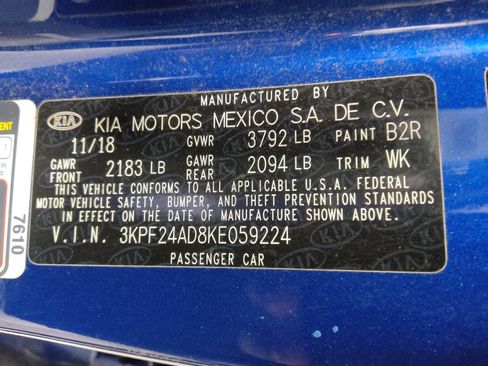 MANUFACTURED BY
KIA KIA MOTORS MEXICO S.A. DE C.V.
11/18 GVWR 3792 LB PAINT B2R
GAWR FRONT 2183 LB GAWR REAR 2094 LB TRIM WK
THIS VEHICLE CONFORMS TO ALL APPLICABLE U.S.A. FEDERAL
MOTOR VEHICLE SAFETY, BUMPER, AND THEFT PREVENTION STANDARDS
IN EFFECT ON THE DATE OF MANUFACTURE SHOWN ABOVE.
V.I.N. 3KPF24AD8KE059224
PASSENGER CAR
7610